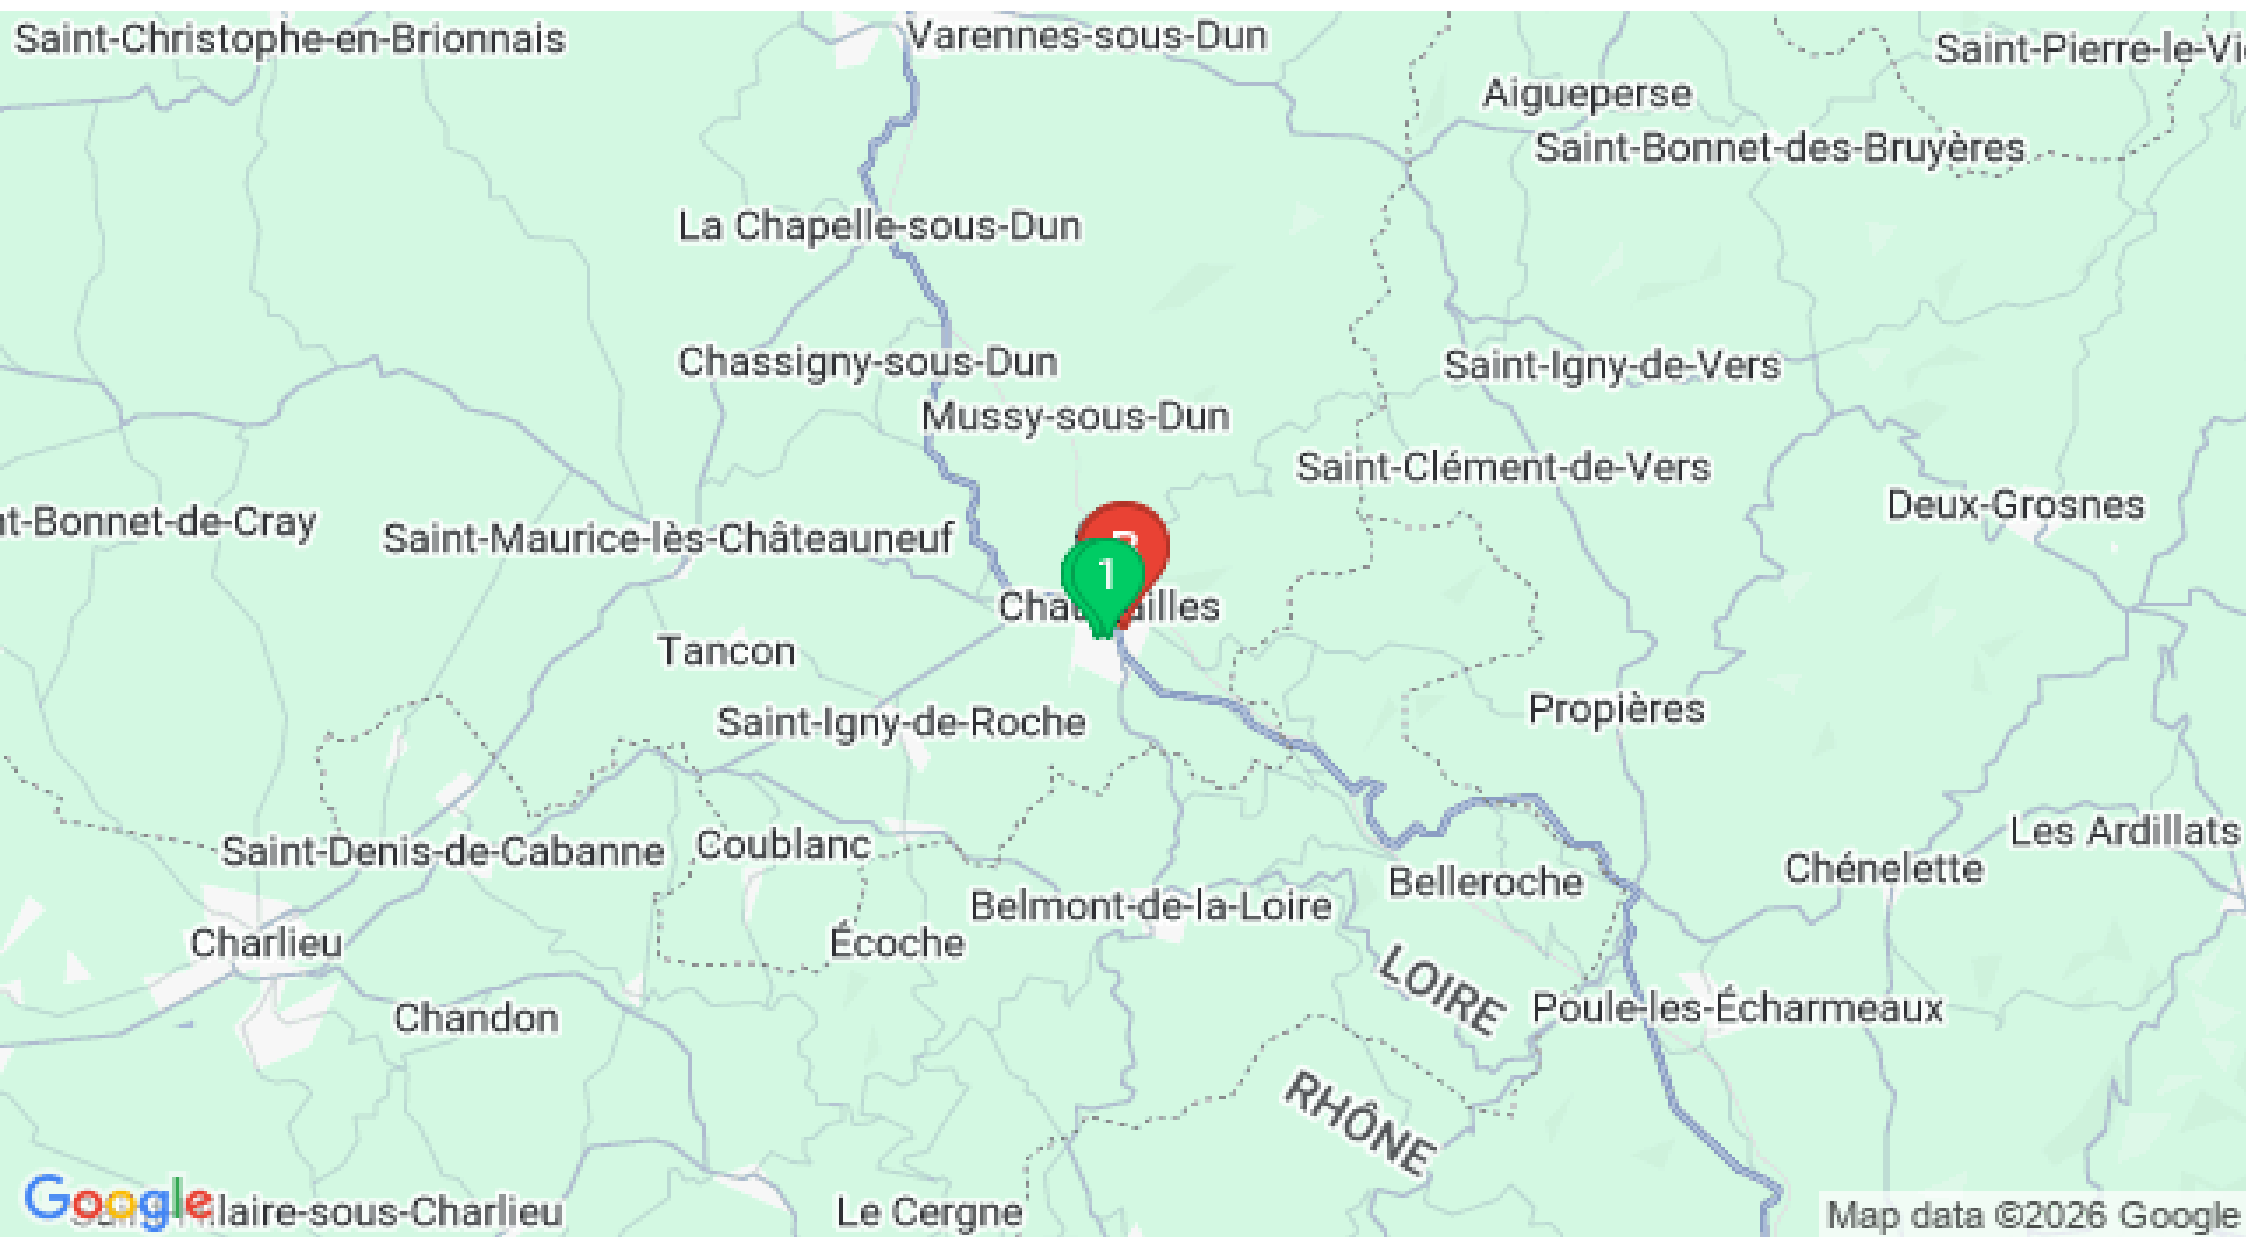 Saint-Christophe-en-Brionnais
Varennes-sous-Dun
Saint-Pierre-le-Vi
Aigueperse
Saint-Bonnet-des-Bruyères
La Chapelle-sous-Dun
Chassigny-sous-Dun
Saint-Igny-de-Vers
Mussy-sous-Dun
Saint-Clément-de-Vers
Deux-Grosnes
nt-Bonnet-de-Cray
Saint-Maurice-lès-Châteauneuf
1
Tancon
Saint-Igny-de-Roche
Propières
Les Ardillats
Saint-Denis-de-Cabanne
Coublanc
Chénelette
Belleroche
Belmont-de-la-Loire
Charlieu
Écoche
LOIRE
Chandon
Poule-les-Écharmeaux
RHÔNE
Google
laire-sous-Charlieu
Le Cergne
Map data ©2026 Google